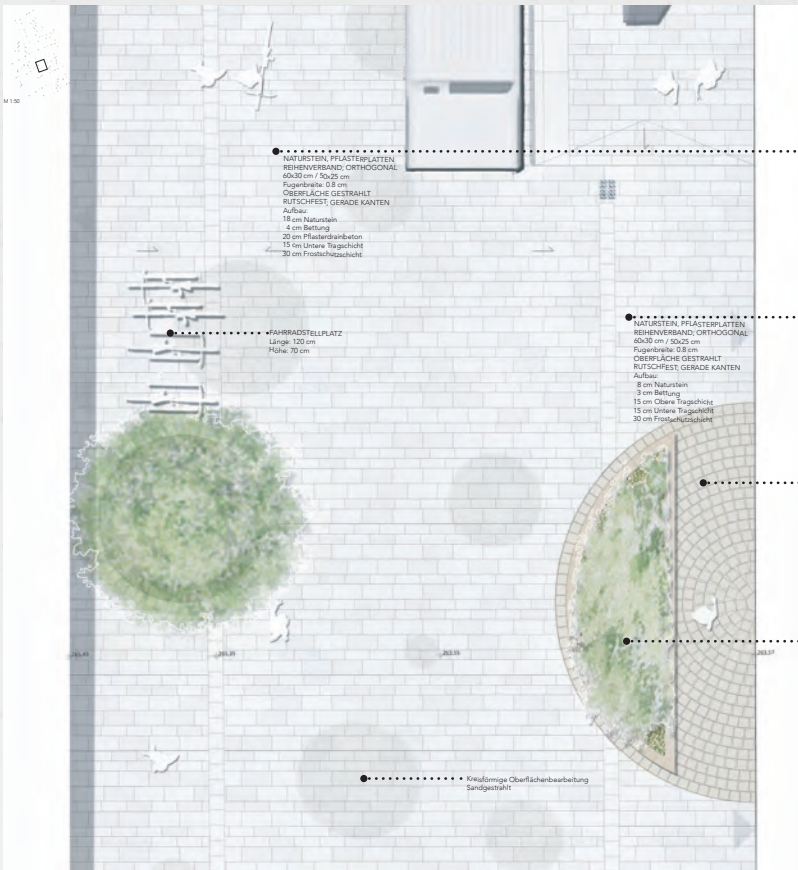 M 1:50
NATURSTEIN, PFLASTERPLATTEN
REIHENVERBAND; ORTHOGONAL
60x30 cm / 50x25 cm
Fugenbreite: 0.8 cm
OBERFLÄCHE GESTRAHLT
RUTSCHFEST; GERADE KANTEN
Aufbau:
18 cm Naturstein
4 cm Bettung
20 cm Pflasterdrainbeton
15 cm Untere Tragschicht
30 cm Frostschutzschicht
FAHRRADSTELLPLATZ
Länge: 120 cm
Höhe: 70 cm
NATURSTEIN, PFLASTERPLATTEN
REIHENVERBAND; ORTHOGONAL
60x30 cm / 50x25 cm
Fugenbreite: 0.8 cm
OBERFLÄCHE GESTRAHLT
RUTSCHFEST; GERADE KANTEN
Aufbau:
8 cm Naturstein
3 cm Bettung
15 cm Obere Tragschicht
15 cm Untere Tragschicht
30 cm Frostschutzschicht
Kreisförmige Oberflächenbearbeitung
Sandgestrahlt